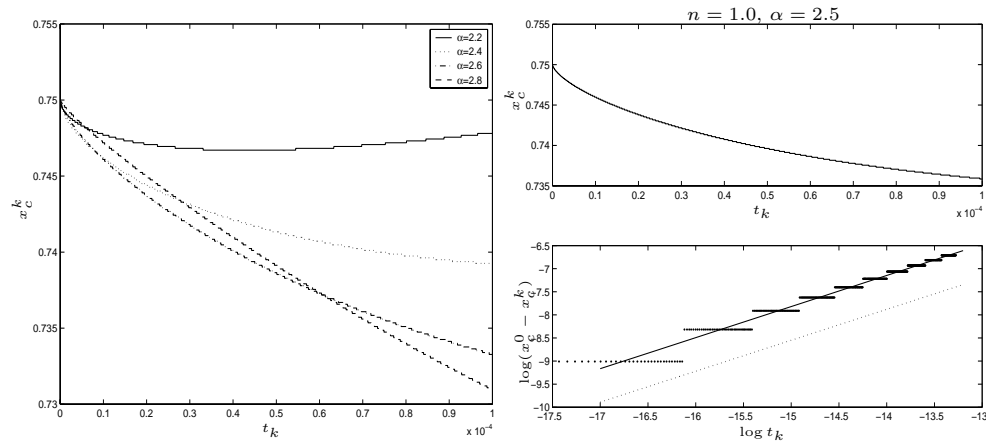 0.755
0.75
0.745
0.74
0.735
0.73
x_c^k
0 0.1 0.2 0.3 0.4 0.5 0.6 0.7 0.8 0.9 1
x 10^-4
t_k
α=2.2
α=2.4
α=2.6
α=2.8
n = 1.0, α = 2.5
0.755
0.75
0.745
0.74
0.735
x_c^k
0 0.1 0.2 0.3 0.4 0.5 0.6 0.7 0.8 0.9 1
x 10^-4
t_k
-6.5
-7
-7.5
-8
-8.5
-9
-9.5
-10
log(x_c^0 − x_c^k)
-17.5 -17 -16.5 -16 -15.5 -15 -14.5 -14 -13.5 -13
log t_k